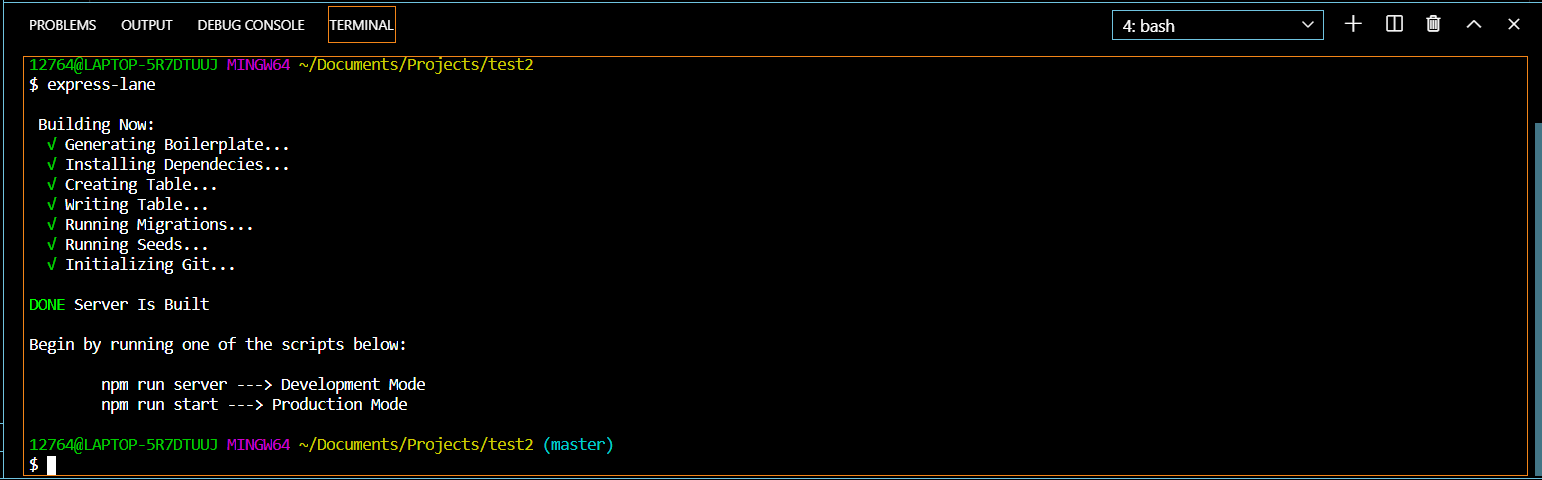 PROBLEMS OUTPUT DEBUG CONSOLE TERMINAL 4: bash
12764@LAPTOP-5R7DTUUJ MINGW64 ~/Documents/Projects/test2
$ express-lane
Building Now:
√ Generating Boilerplate...
√ Installing Dependecies...
√ Creating Table...
√ Writing Table...
√ Running Migrations...
√ Running Seeds...
√ Initializing Git...
DONE Server Is Built
Begin by running one of the scripts below:
npm run server ---> Development Mode
npm run start ---> Production Mode
12764@LAPTOP-5R7DTUUJ MINGW64 ~/Documents/Projects/test2 (master)
$